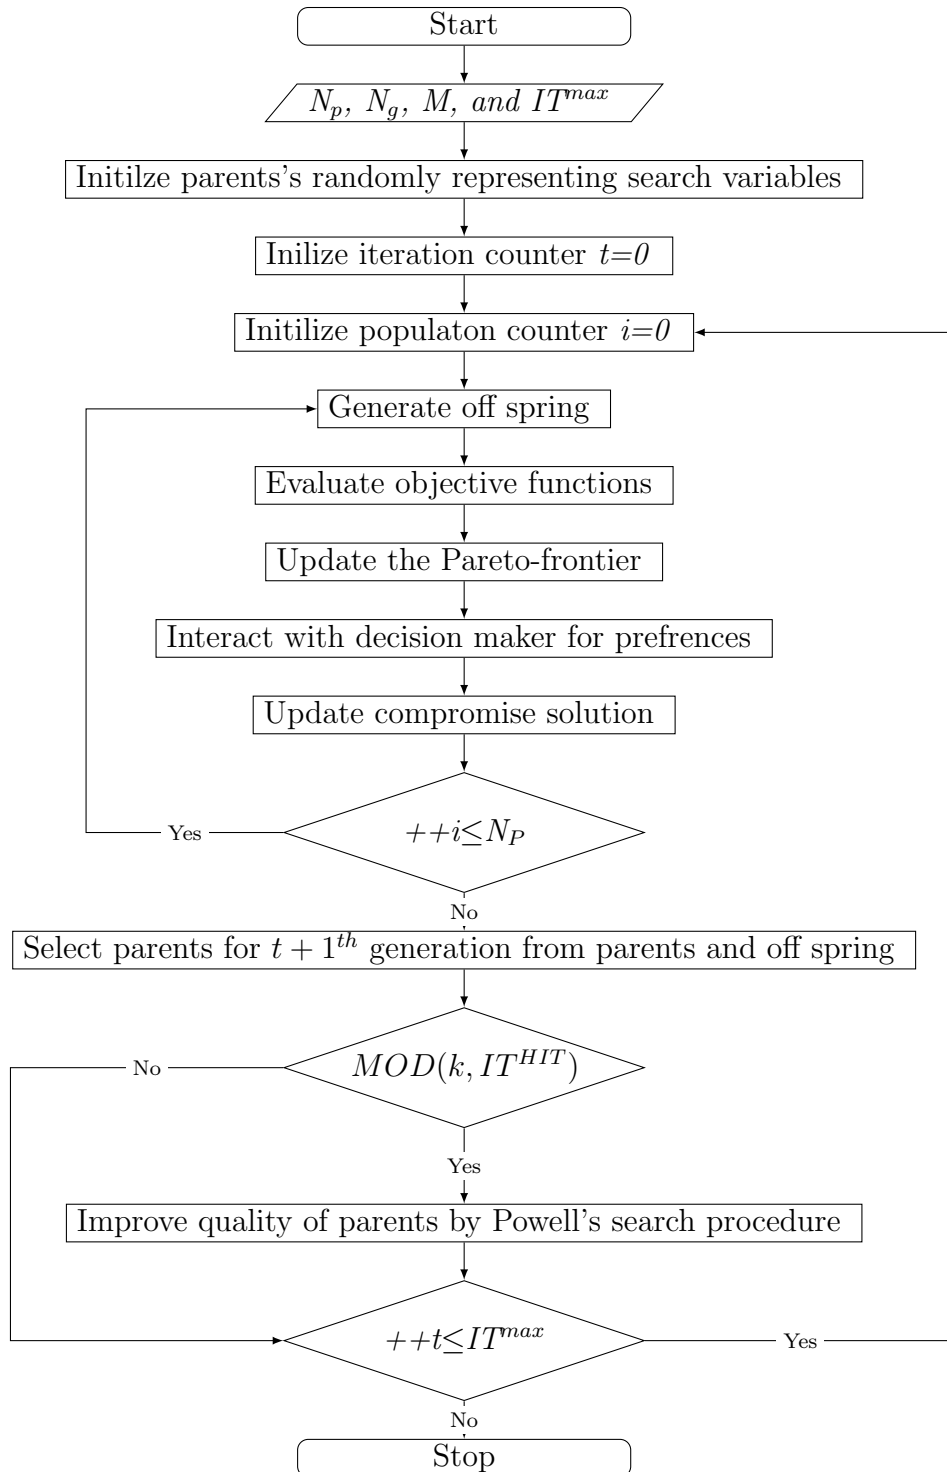 Start
N_p, N_g, M, and IT^{max}
Initilze parents's randomly representing search variables
Inilize iteration counter t=0
Initilize populaton counter i=0
Generate off spring
Evaluate objective functions
Update the Pareto-frontier
Interact with decision maker for prefrences
Update compromise solution
++i≤N_P
Yes
No
Select parents for t + 1^{th} generation from parents and off spring
MOD(k, IT^{HIT})
No
Yes
Improve quality of parents by Powell's search procedure
++t≤IT^{max}
Yes
No
Stop